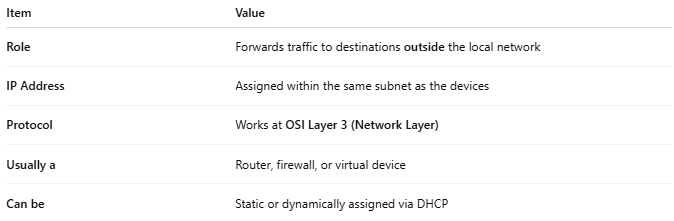 Item Value
Role Forwards traffic to destinations outside the local network
IP Address Assigned within the same subnet as the devices
Protocol Works at OSI Layer 3 (Network Layer)
Usually a Router, firewall, or virtual device
Can be Static or dynamically assigned via DHCP